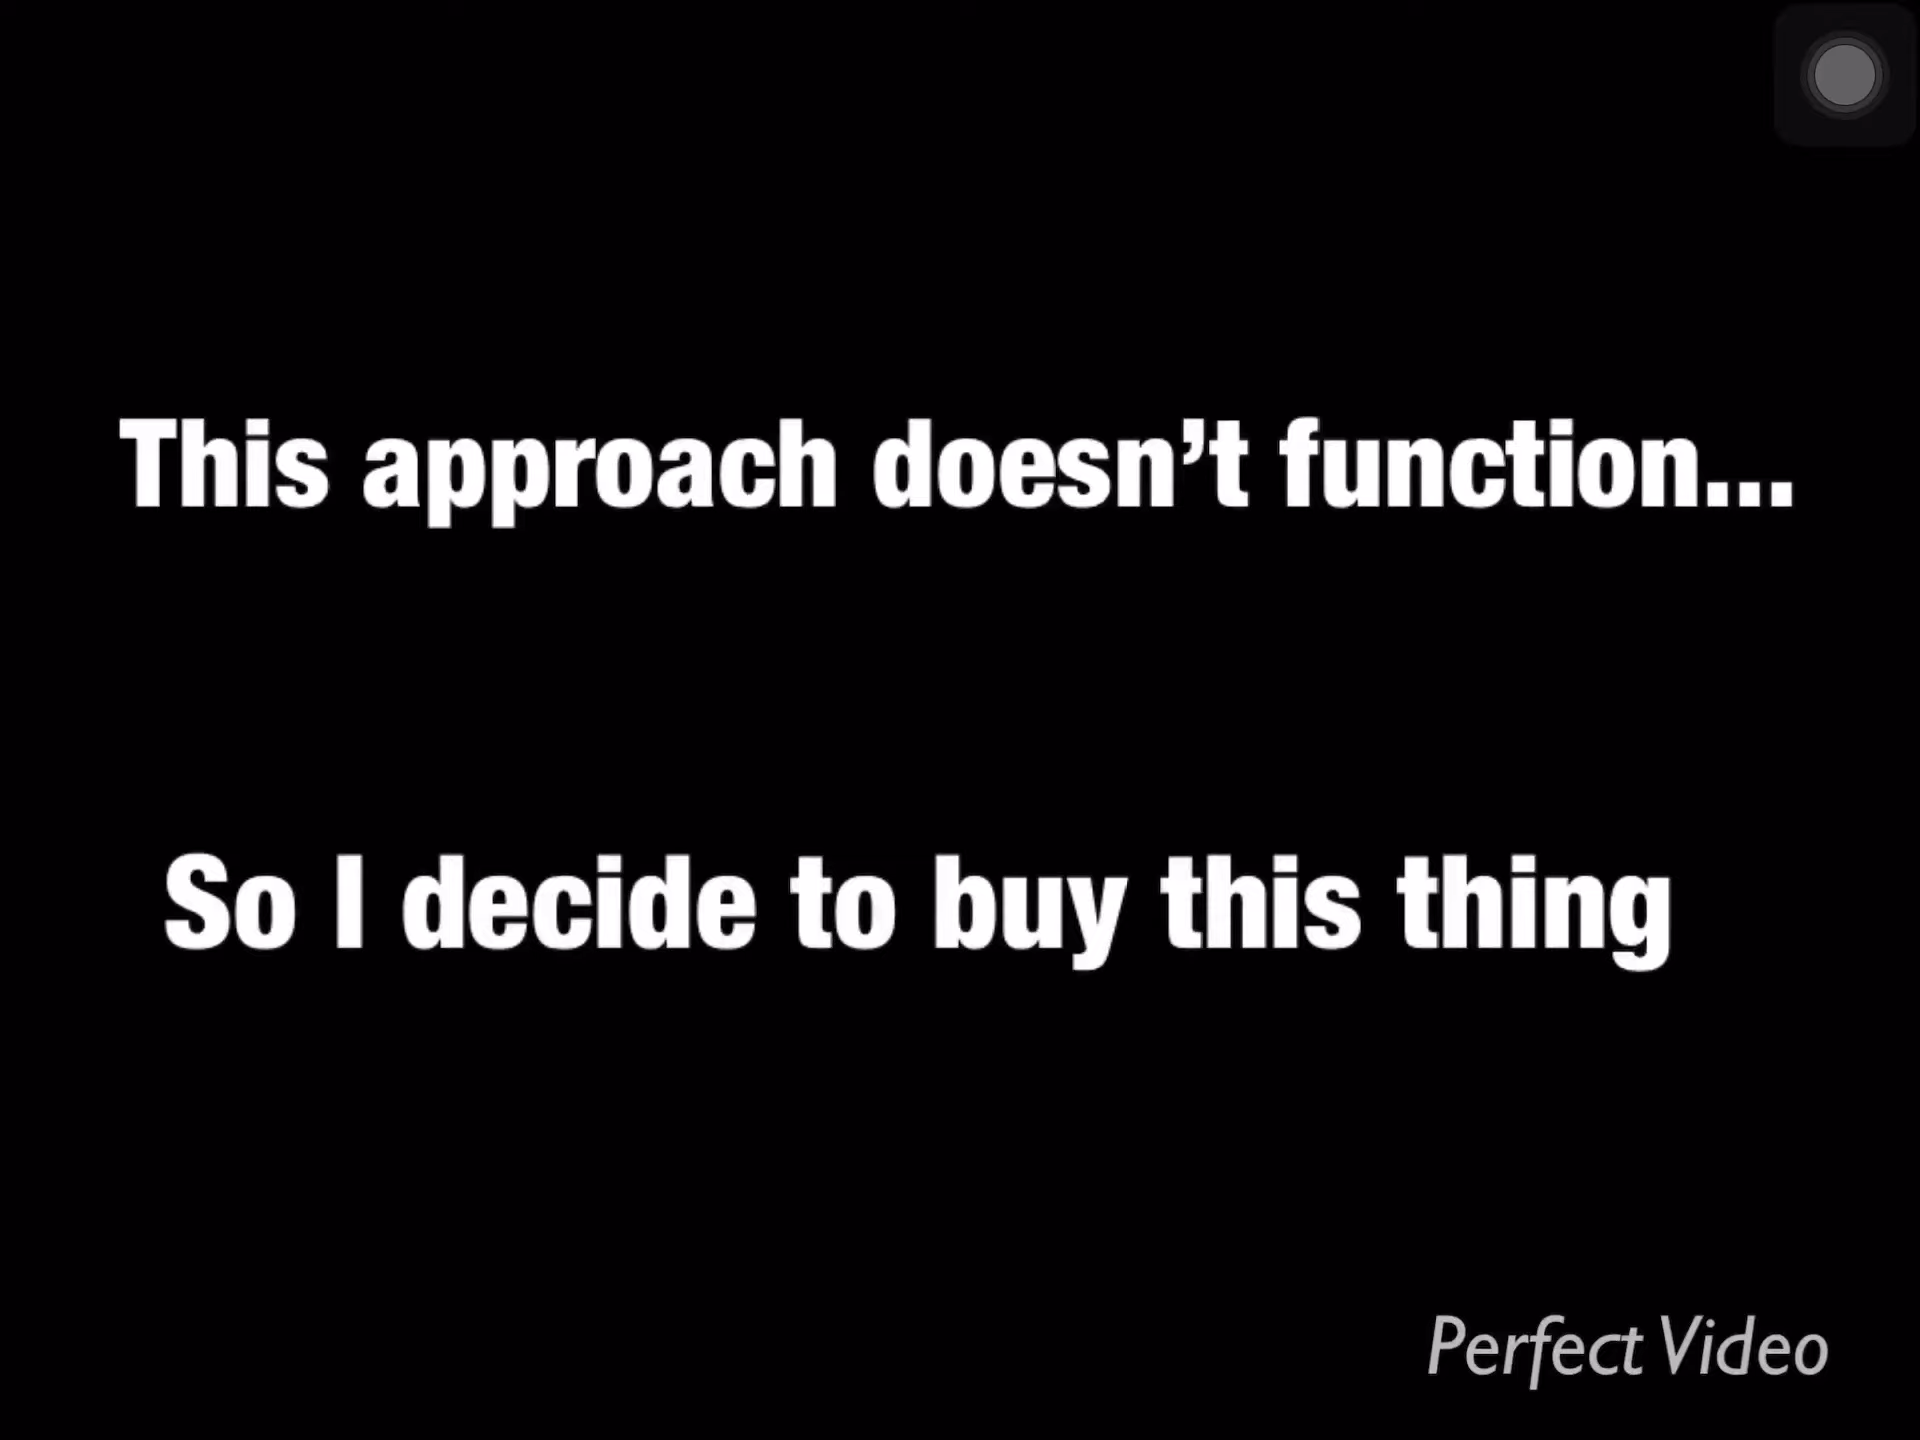 This approach doesn’t function...
So I decide to buy this thing
Perfect Video